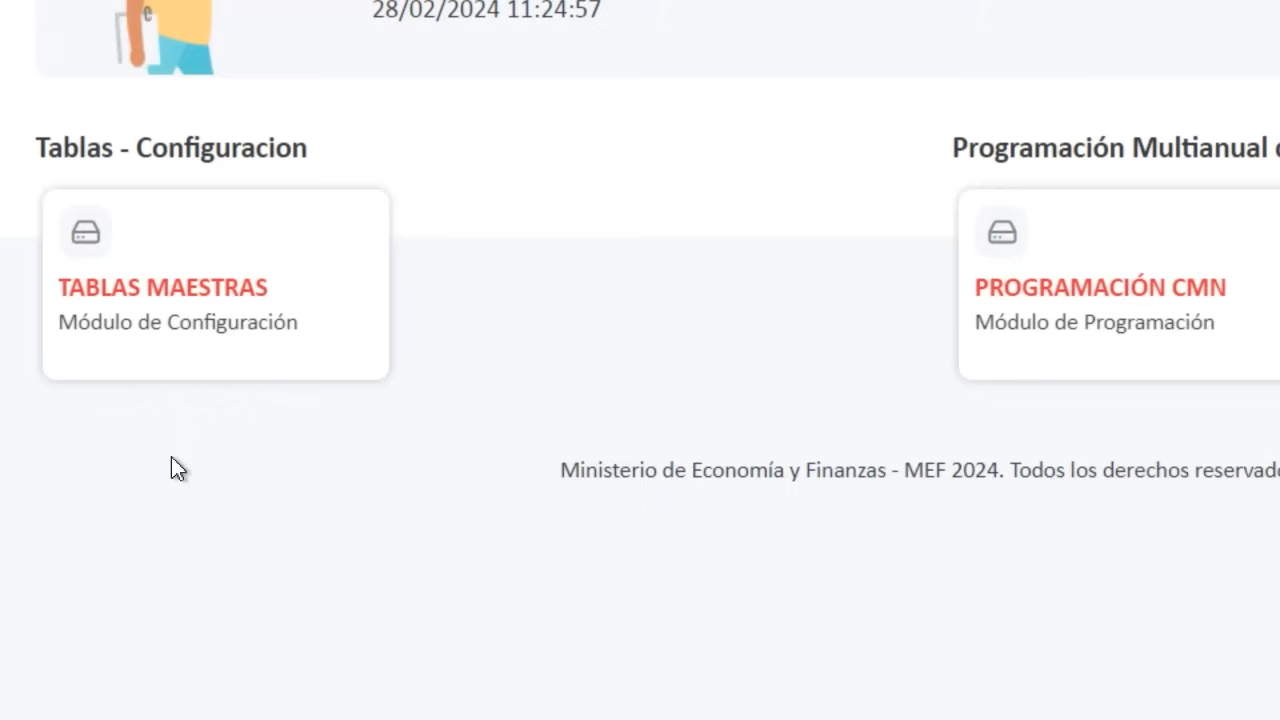 28/02/2024 11:24:57
Tablas - Configuracion
Programación Multianual
TABLAS MAESTRAS
Módulo de Configuración
PROGRAMACIÓN CMN
Módulo de Programación
Ministerio de Economía y Finanzas - MEF 2024. Todos los derechos